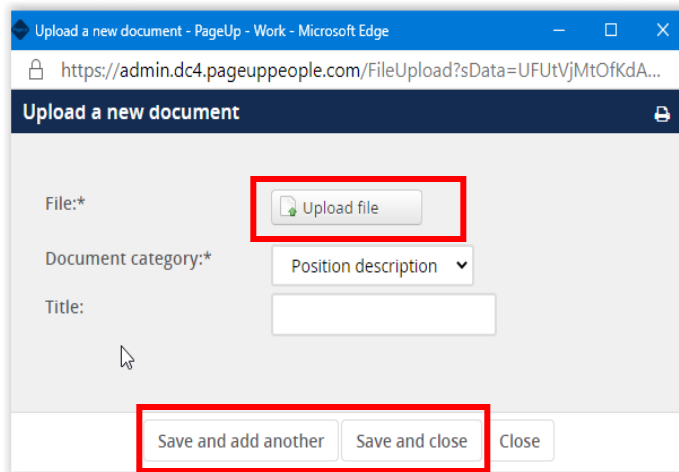 Upload a new document - PageUp - Work - Microsoft Edge
https://admin.dc4.pageuppeople.com/FileUpload?sData=UFUtVjMtOfKdA...
Upload a new document
File:*
Upload file
Document category:*
Position description
Title:
Save and add another
Save and close
Close